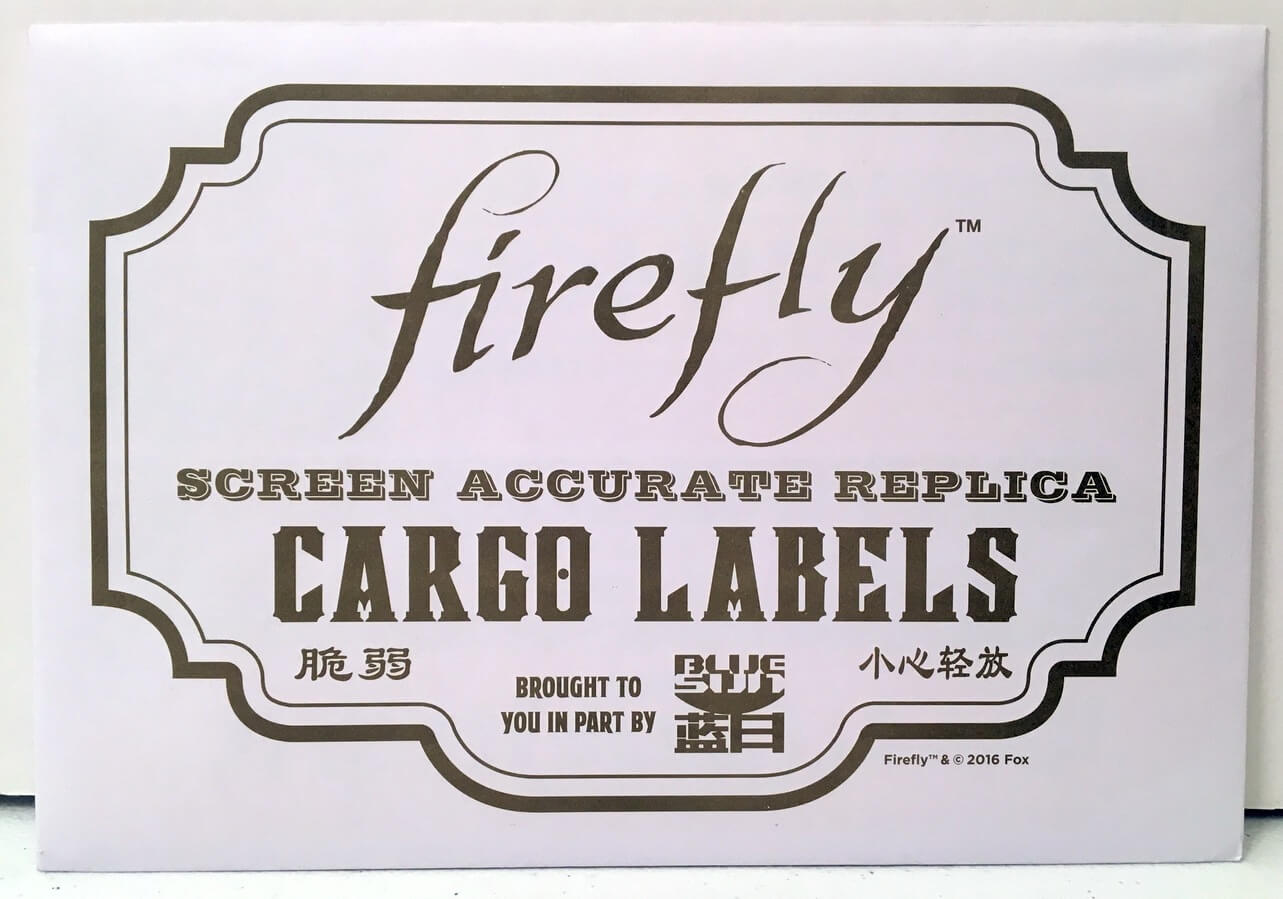 firefly™
SCREEN ACCURATE REPLICA
CARGO LABELS
脆弱
BROUGHT TO
YOU IN PART BY
BLUE
SUN
蓝日
小心轻放
Firefly™ & © 2016 Fox